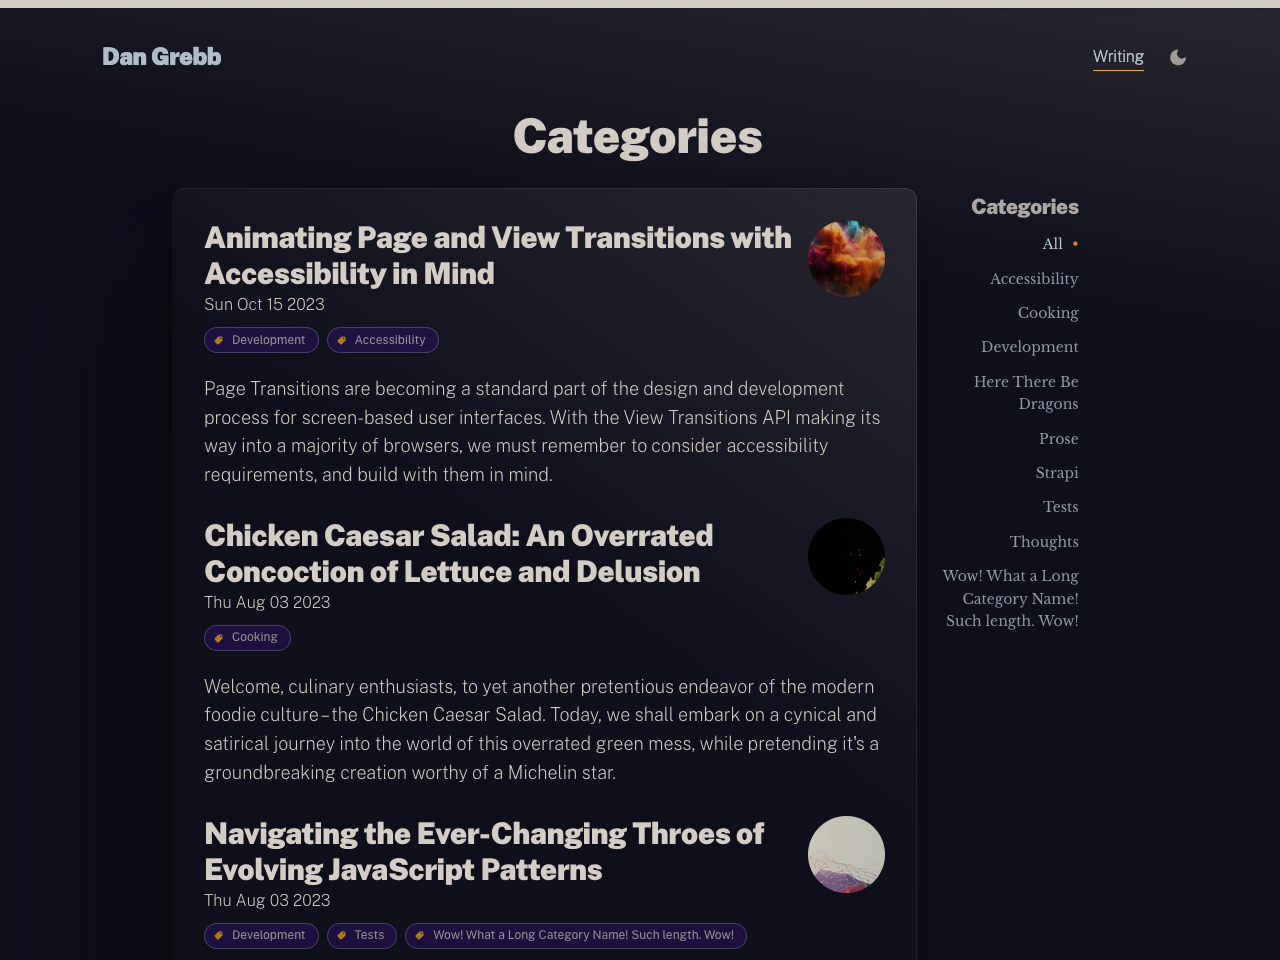 Dan Grebb
Writing
Categories
Animating Page and View Transitions with
Accessibility in Mind
Sun Oct 15 2023
Development
Accessibility
Page Transitions are becoming a standard part of the design and development
process for screen-based user interfaces. With the View Transitions API making its
way into a majority of browsers, we must remember to consider accessibility
requirements, and build with them in mind.
Chicken Caesar Salad: An Overrated
Concoction of Lettuce and Delusion
Thu Aug 03 2023
Cooking
Welcome, culinary enthusiasts, to yet another pretentious endeavor of the modern
foodie culture–the Chicken Caesar Salad. Today, we shall embark on a cynical and
satirical journey into the world of this overrated green mess, while pretending it's a
groundbreaking creation worthy of a Michelin star.
Navigating the Ever-Changing Throes of
Evolving JavaScript Patterns
Thu Aug 03 2023
Development
Tests
Wow! What a Long Category Name! Such length. Wow!
Categories
All •
Accessibility
Cooking
Development
Here There Be
Dragons
Prose
Strapi
Tests
Thoughts
Wow! What a Long
Category Name!
Such length. Wow!